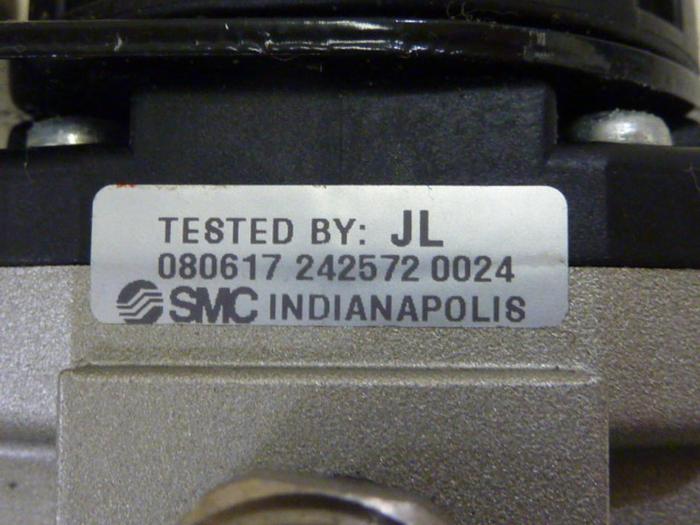 TESTED BY: JL
080617 242572 0024
SMC INDIANAPOLIS